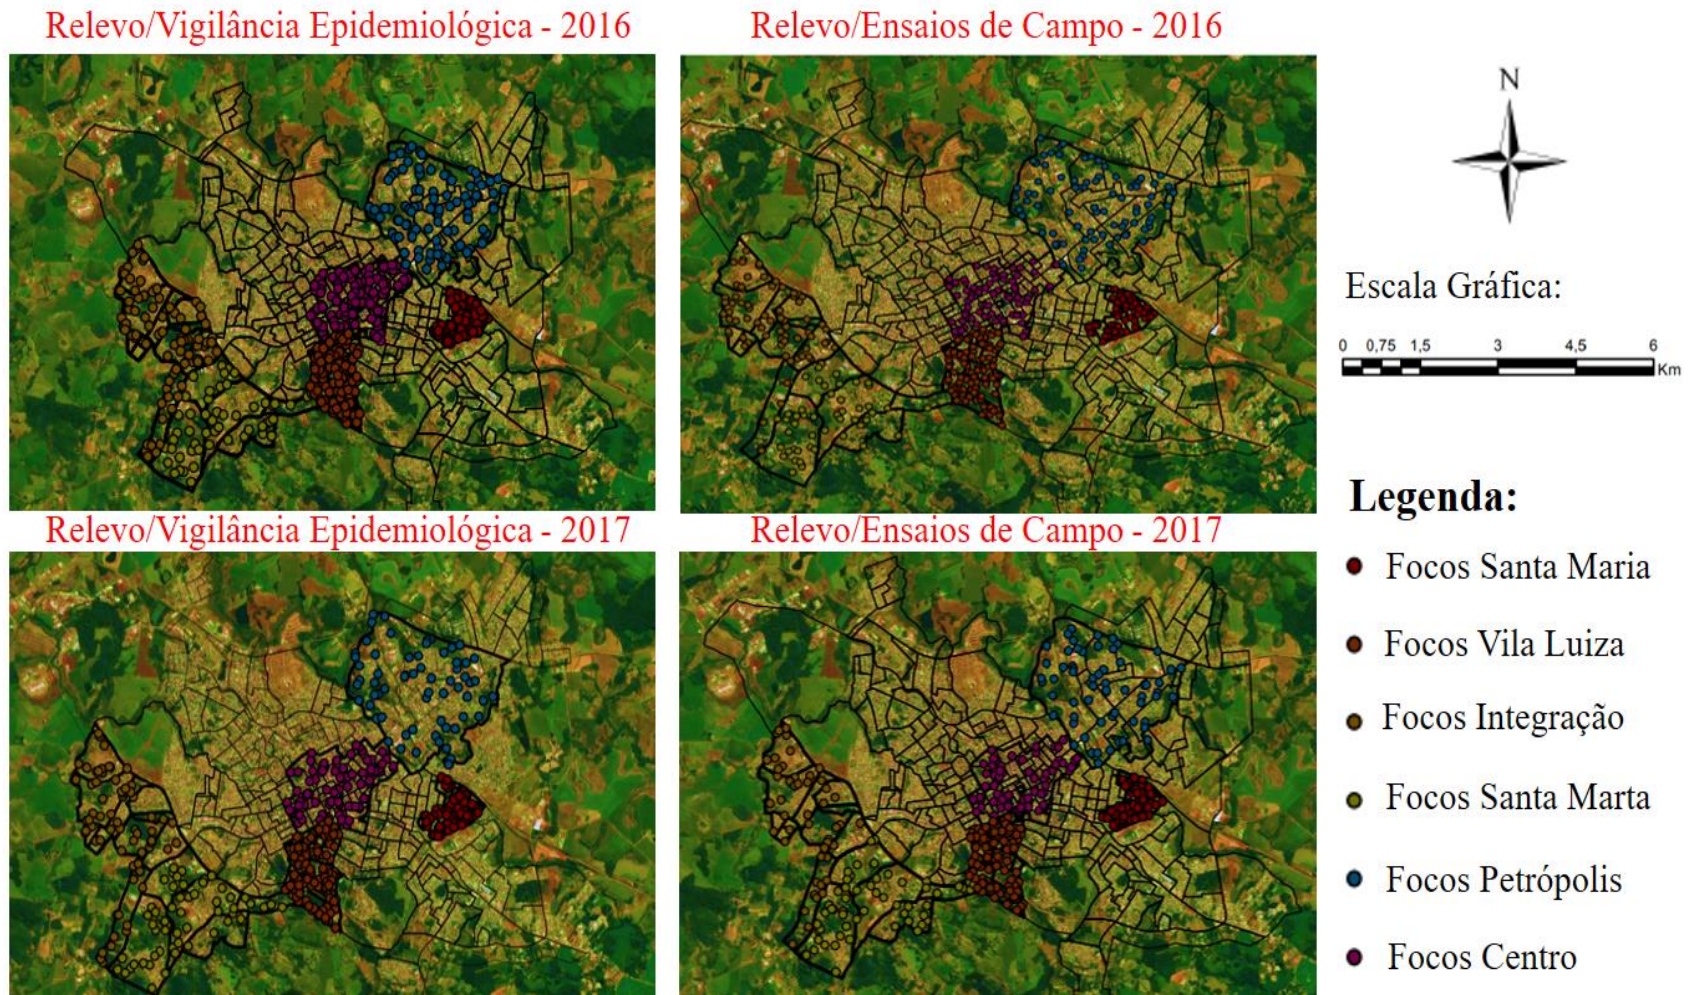 Relevo/Vigilância Epidemiológica - 2016
Relevo/Ensaios de Campo - 2016
Relevo/Vigilância Epidemiológica - 2017
Relevo/Ensaios de Campo - 2017
N
Escala Gráfica:
0 0,75 1,5 3 4,5 6
Km
Legenda:
Focos Santa Maria
Focos Vila Luiza
Focos Integração
Focos Santa Marta
Focos Petrópolis
Focos Centro